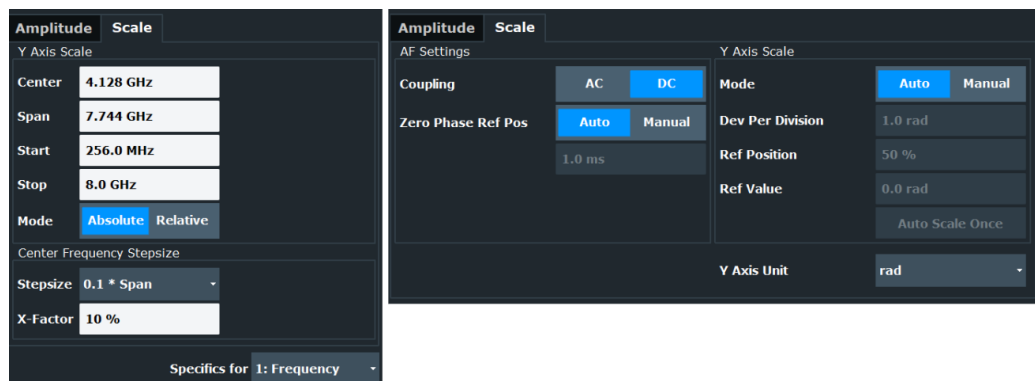 Amplitude Scale
Y Axis Scale
Center 4.128 GHz
Span 7.744 GHz
Start 256.0 MHz
Stop 8.0 GHz
Mode Absolute Relative
Center Frequency Stepsize
Stepsize 0.1 * Span
X-Factor 10 %
Specifics for 1: Frequency
Amplitude Scale
AF Settings
Coupling AC DC
Zero Phase Ref Pos Auto Manual
1.0 ms
Y Axis Scale
Mode Auto Manual
Dev Per Division 1.0 rad
Ref Position 50 %
Ref Value 0.0 rad
Auto Scale Once
Y Axis Unit rad